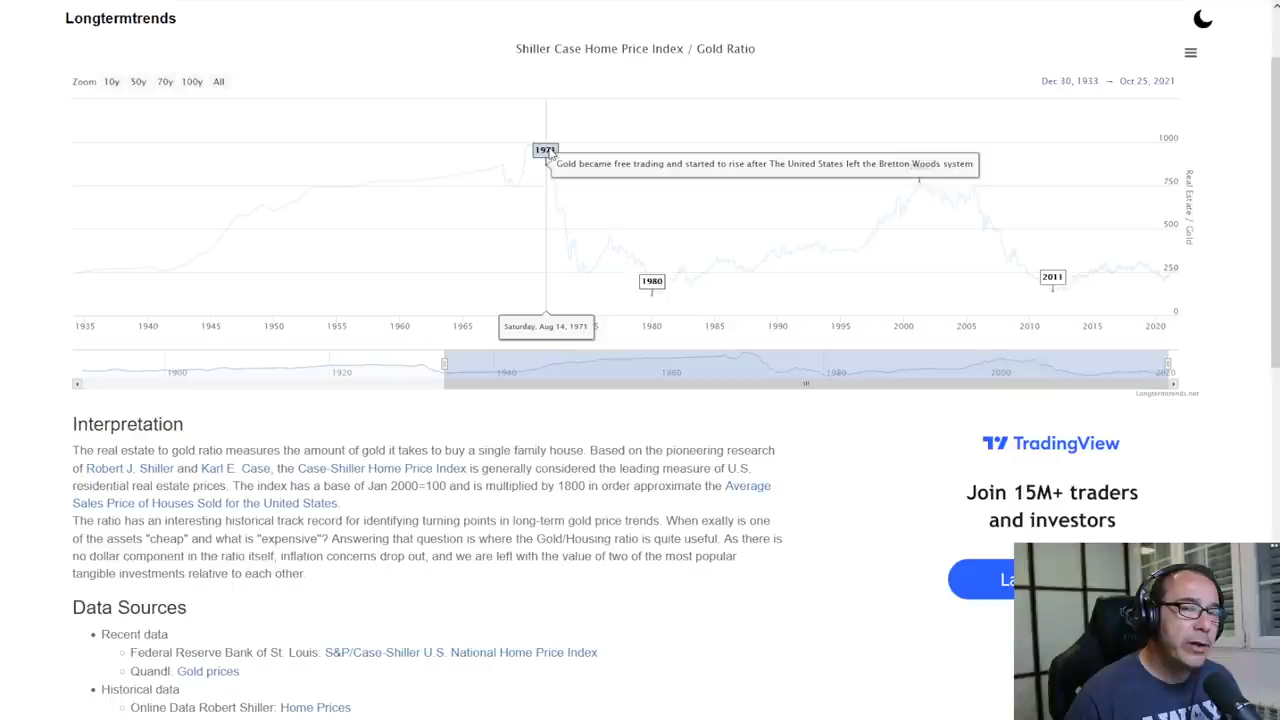 Longtermtrends
Shiller Case Home Price Index / Gold Ratio
Zoom 10y 50y 70y 100y All
Dec 30, 1933 → Oct 25, 2021
1000
1971
Gold became free trading and started to rise after The United States left the Bretton Woods system
750
Real Estate / Gold
500
250
1980
2011
0
1935 1940 1945 1950 1955 1960 1965 Saturday, Aug 14, 1971 1980 1985 1990 1995 2000 2005 2010 2015 2020
1900 1920 1940 1960 1980 2000 2020
Longtermtrends.net
Interpretation
The real estate to gold ratio measures the amount of gold it takes to buy a single family house. Based on the pioneering research
of Robert J. Shiller and Karl E. Case, the Case-Shiller Home Price Index is generally considered the leading measure of U.S.
residential real estate prices. The index has a base of Jan 2000=100 and is multiplied by 1800 in order approximate the Average
Sales Price of Houses Sold for the United States.
The ratio has an interesting historical track record for identifying turning points in long-term gold price trends. When exatly is one
of the assets "cheap" and what is "expensive"? Answering that question is where the Gold/Housing ratio is quite useful. As there is
no dollar component in the ratio itself, inflation concerns drop out, and we are left with the value of two of the most popular
tangible investments relative to each other.
TradingView
Join 15M+ traders
and investors
Data Sources
Recent data
Federal Reserve Bank of St. Louis: S&P/Case-Shiller U.S. National Home Price Index
Quandl: Gold prices
Historical data
Online Data Robert Shiller: Home Prices